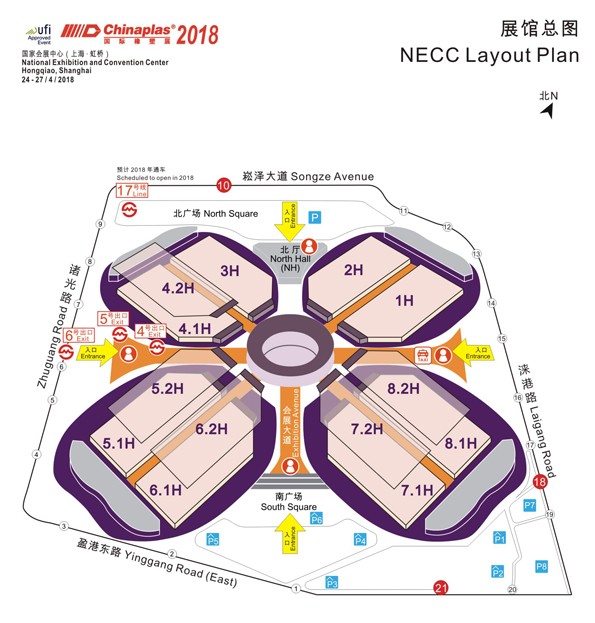 ufi
Approved
Event
Chinaplas® 2018
国际橡塑展
国家会展中心（上海·虹桥）
National Exhibition and Convention Center
Hongqiao, Shanghai
24 - 27 / 4 / 2018
展馆总图
NECC Layout Plan
北N
预计 2018 年通车
Scheduled to open in 2018
17号线
Line
10
崧泽大道 Songze Avenue
北广场 North Square
入口
Entrance
P
北厅
North Hall
(NH)
9
8
7
6
5
4
3
2
1
11
12
13
14
15
16
17
18
19
20
21
诸光路
Zhuguang Road
3H
4.2H
4.1H
2H
1H
5号出口
Exit
6号出口
Exit
4号出口
Exit
入口
Entrance
TAXI
入口
Entrance
5.2H
5.1H
6.2H
6.1H
会展大道
Exhibition Avenue
8.2H
7.2H
8.1H
7.1H
涞港路 Laigang Road
南广场
South Square
入口
Entrance
P5
P6
P4
P3
P7
P1
P2
P8
盈港东路 Yinggang Road (East)